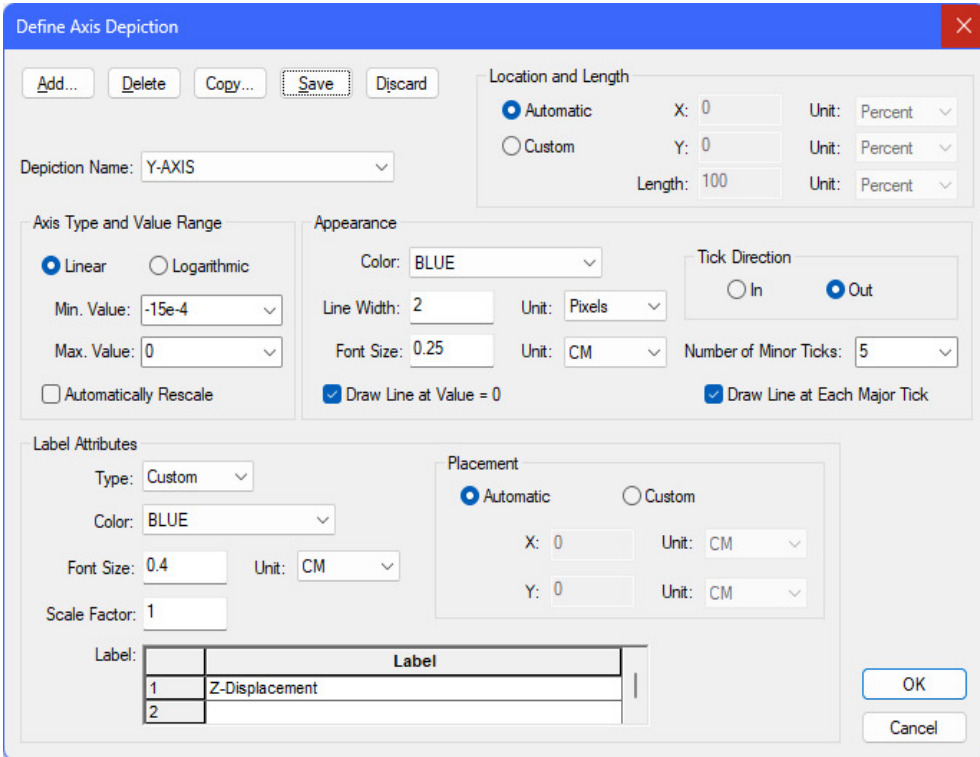 Define Axis Depiction
Add... Delete Copy... Save Discard
Depiction Name: Y-AXIS
Location and Length
Automatic X: 0 Unit: Percent
Custom Y: 0 Unit: Percent
Length: 100 Unit: Percent
Axis Type and Value Range
Linear Logarithmic
Min. Value: -15e-4
Max. Value: 0
Automatically Rescale
Appearance
Color: BLUE
Line Width: 2 Unit: Pixels
Font Size: 0.25 Unit: CM
Draw Line at Value = 0
Tick Direction
In Out
Number of Minor Ticks: 5
Draw Line at Each Major Tick
Label Attributes
Type: Custom
Color: BLUE
Font Size: 0.4 Unit: CM
Scale Factor: 1
Placement
Automatic Custom
X: 0 Unit: CM
Y: 0 Unit: CM
Label:
Label
1 Z-Displacement
2
OK
Cancel